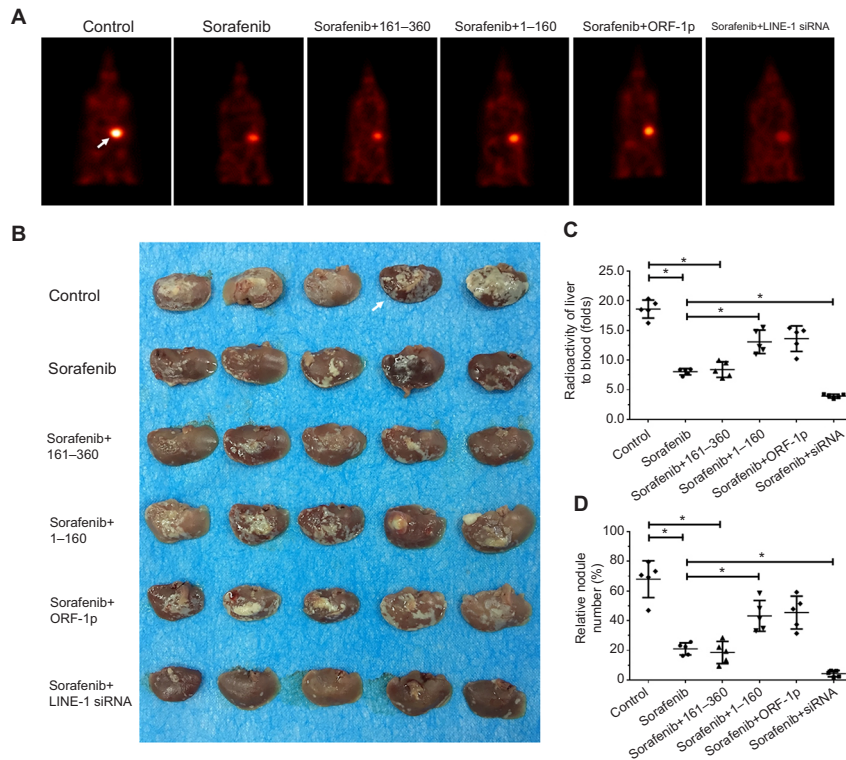 A
Control
Sorafenib
Sorafenib+161–360
Sorafenib+1–160
Sorafenib+ORF-1p
Sorafenib+LINE-1 siRNA
B
Control
Sorafenib
Sorafenib+
161–360
Sorafenib+
1–160
Sorafenib+
ORF-1p
Sorafenib+
LINE-1 siRNA
C
Radioactivity of liver
to blood (folds)
25.0
20.0
15.0
10.0
5.0
0.0
*
*
*
*
Control
Sorafenib
Sorafenib+161–360
Sorafenib+1–160
Sorafenib+ORF-1p
Sorafenib+siRNA
D
Relative nodule
number (%)
100
80
60
40
20
0
*
*
*
*
Control
Sorafenib
Sorafenib+161–360
Sorafenib+1–160
Sorafenib+ORF-1p
Sorafenib+siRNA